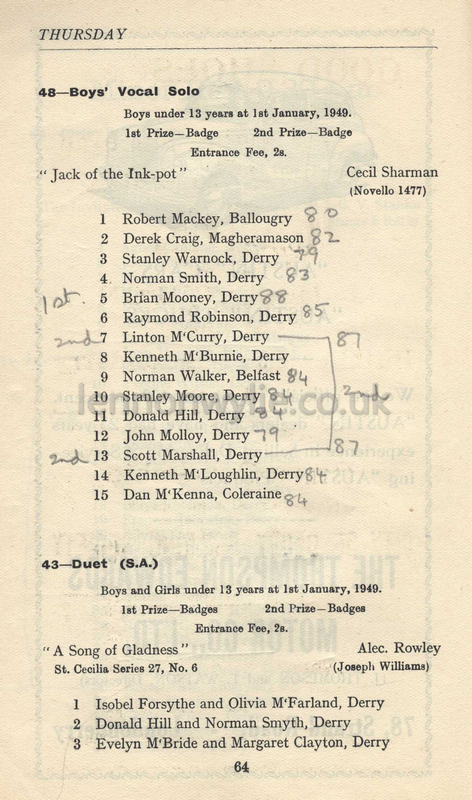 THURSDAY
48—Boys' Vocal Solo
Boys under 13 years at 1st January, 1949.
1st Prize—Badge 2nd Prize—Badge
Entrance Fee, 2s.
"Jack of the Ink-pot" Cecil Sharman
(Novello 1477)
1 Robert Mackey, Ballougry 80
2 Derek Craig, Magheramason 82
3 Stanley Warnock, Derry 79
4 Norman Smith, Derry 83
1st. 5 Brian Mooney, Derry 88
6 Raymond Robinson, Derry 85
2nd 7 Linton M'Curry, Derry 87
8 Kenneth M'Burnie, Derry
9 Norman Walker, Belfast 84
10 Stanley Moore, Derry 84 2nd
lennonwylie.co.uk
11 Donald Hill, Derry 84
12 John Molloy, Derry 79
2nd 13 Scott Marshall, Derry 87
14 Kenneth M'Loughlin, Derry 84
15 Dan M'Kenna, Coleraine 84
43—Duet (S.A.)
Boys and Girls under 13 years at 1st January, 1949.
1st Prize—Badges 2nd Prize—Badges
Entrance Fee, 2s.
"A Song of Gladness" Alec. Rowley
St. Cecilia Series 27, No. 6 (Joseph Williams)
1 Isobel Forsythe and Olivia M'Farland, Derry
2 Donald Hill and Norman Smyth, Derry
3 Evelyn M'Bride and Margaret Clayton, Derry
64